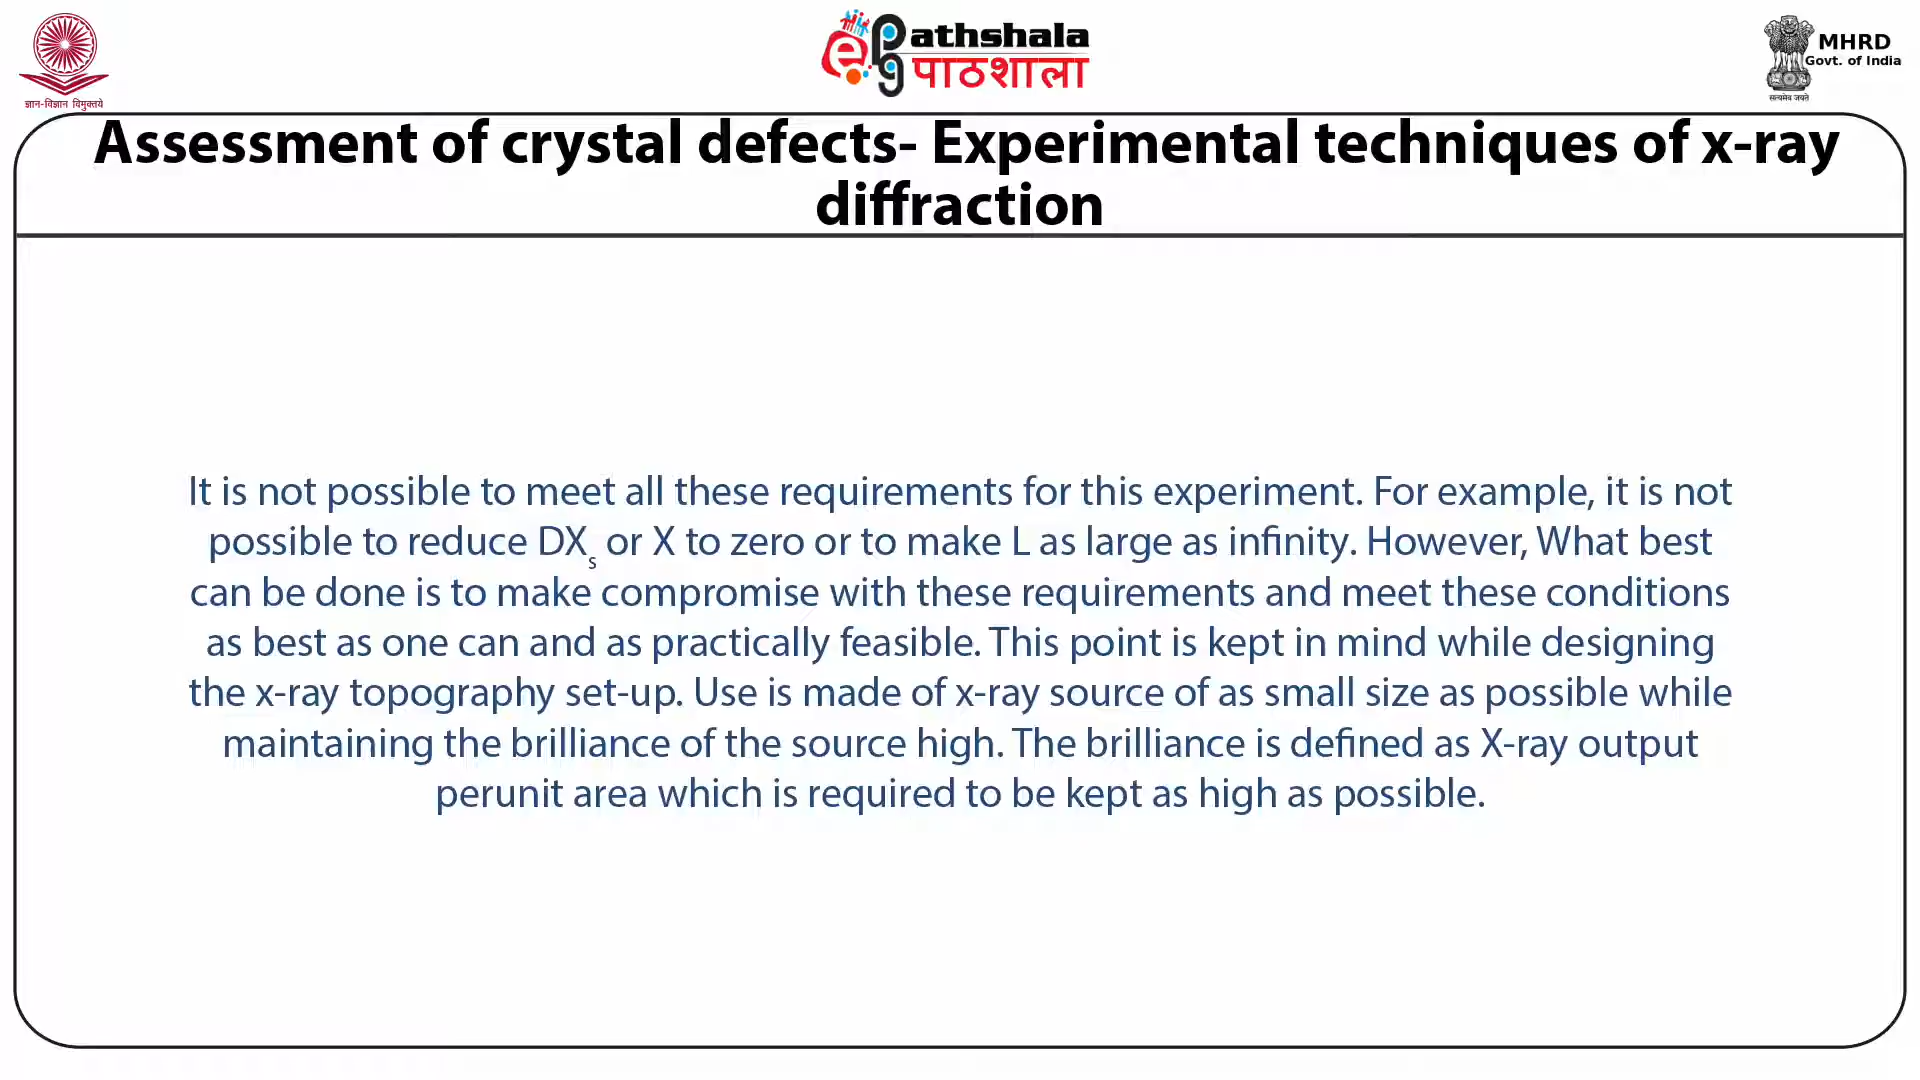 ज्ञान-विज्ञान विमुक्तये
ePG athshala
पाठशाला
MHRD
Govt. of India
सत्यमेव जयते
Assessment of crystal defects- Experimental techniques of x-ray
diffraction
It is not possible to meet all these requirements for this experiment. For example, it is not
possible to reduce DXs or X to zero or to make L as large as infinity. However, What best
can be done is to make compromise with these requirements and meet these conditions
as best as one can and as practically feasible. This point is kept in mind while designing
the x-ray topography set-up. Use is made of x-ray source of as small size as possible while
maintaining the brilliance of the source high. The brilliance is defined as X-ray output
perunit area which is required to be kept as high as possible.